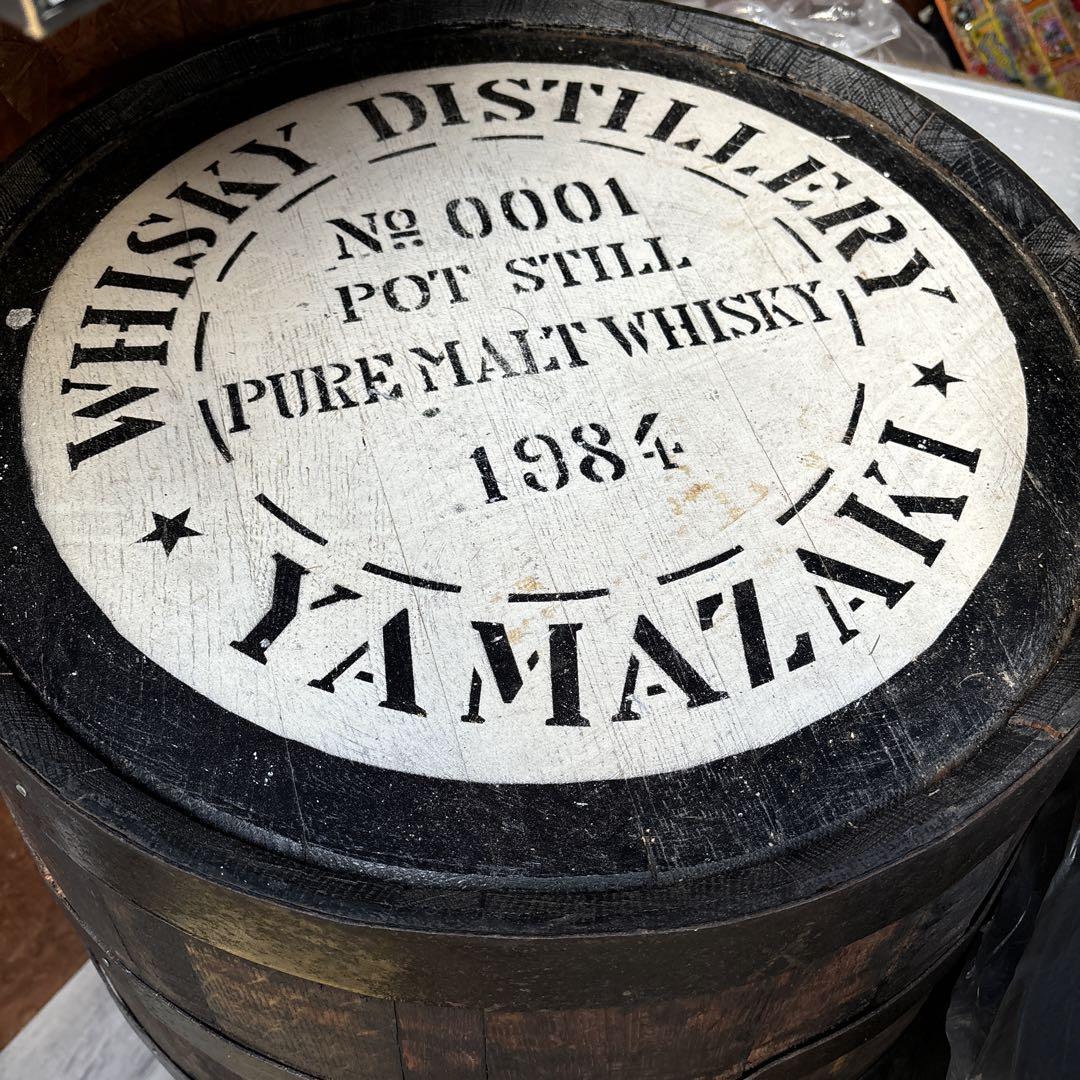 WHISKY DISTILLERY
№ 0001
POT STILL
PURE MALT WHISKY
1984
YAMAZAKI